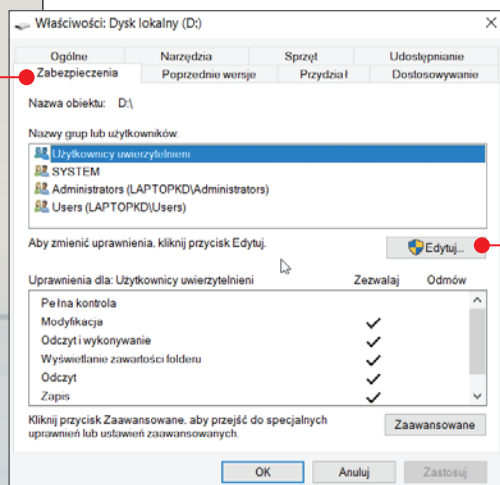 Właściwości: Dysk lokalny (D:)
Ogólne Narzędzia Sprzęt Udostępnianie
Zabezpieczenia Poprzednie wersje Przydział Dostosowywanie
Nazwa obiektu: D:\
Nazwy grup lub użytkowników:
Użytkownicy uwierzytelnieni
SYSTEM
Administrators (LAPTOPKD\Administrators)
Users (LAPTOPKD\Users)
Aby zmienić uprawnienia, kliknij przycisk Edytuj.
Edytuj...
Uprawnienia dla: Użytkownicy uwierzytelnieni Zezwalaj Odmów
Pełna kontrola
Modyfikacja
Odczyt i wykonywanie
Wyświetlanie zawartości folderu
Odczyt
Zapis
Kliknij przycisk Zaawansowane, aby przejść do specjalnych
uprawnień lub ustawień zaawansowanych.
Zaawansowane
OK Anuluj Zastosuj